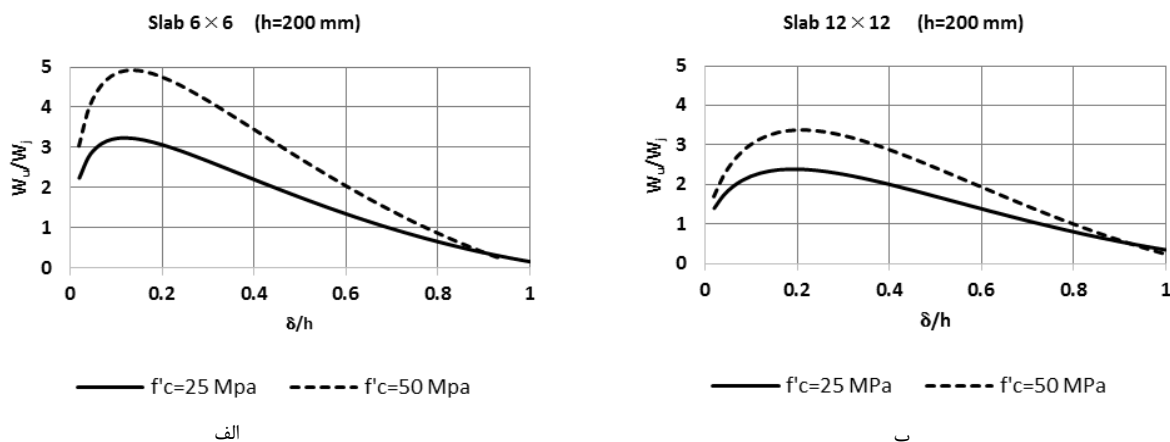 Slab 6×6 (h=200 mm)
5
4
3
2
1
0
Wu/Wj
0 0.2 0.4 0.6 0.8 1
δ/h
f'c=25 Mpa f'c=50 Mpa
الف
Slab 12×12 (h=200 mm)
5
4
3
2
1
0
Wu/Wj
0 0.2 0.4 0.6 0.8 1
δ/h
f'c=25 MPa f'c=50 MPa
ب